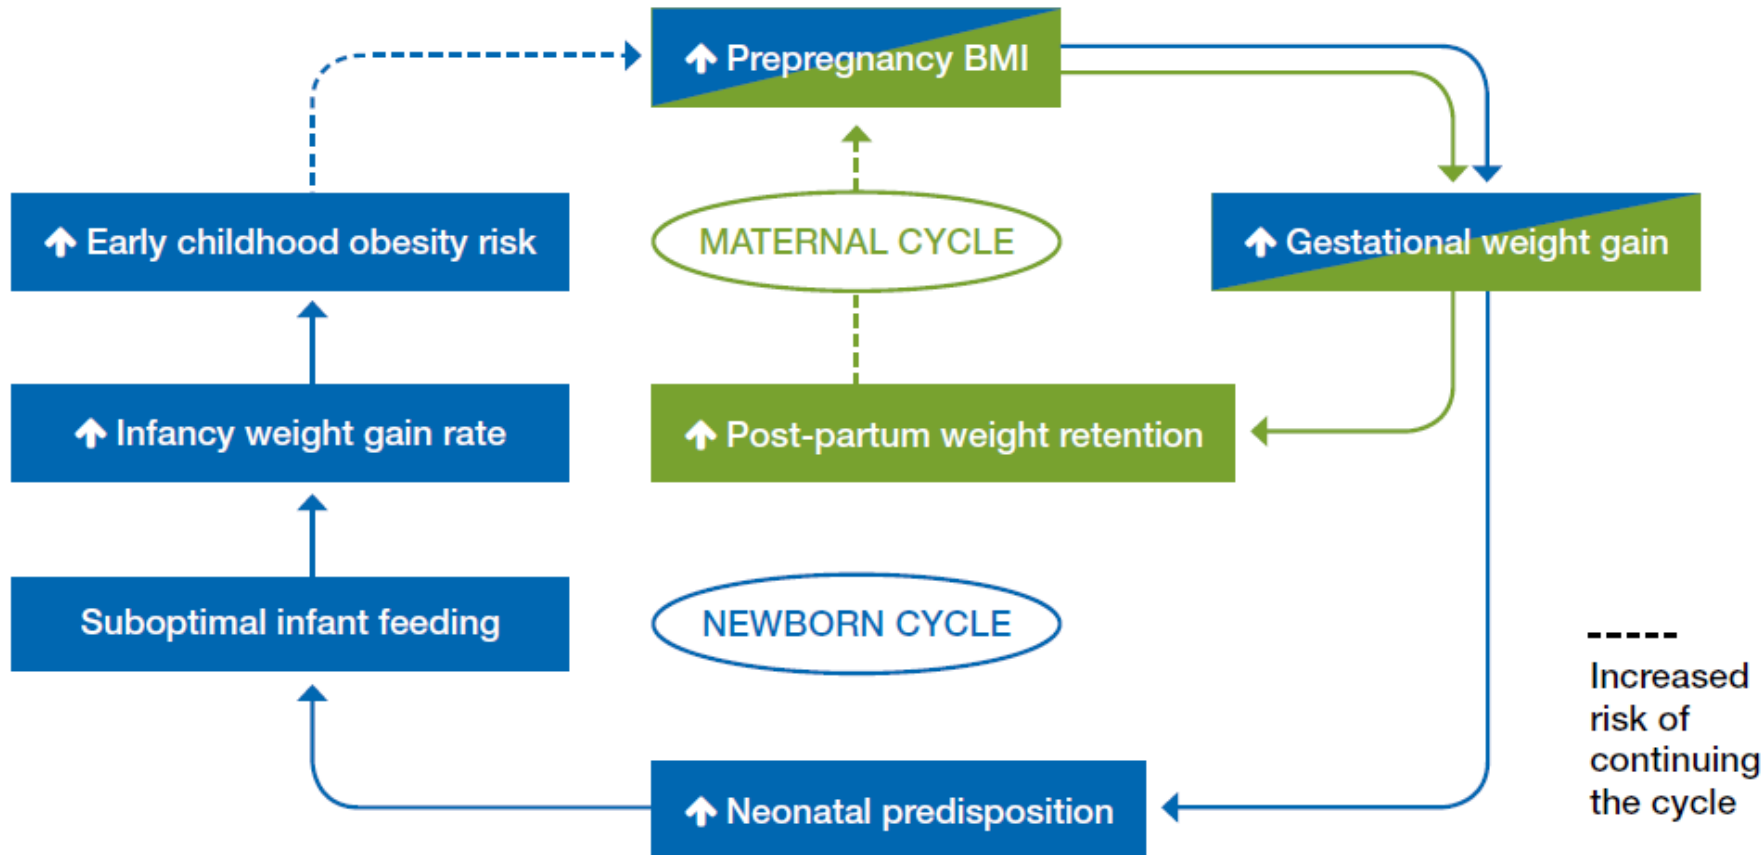 ↑ Prepregnancy BMI
↑ Early childhood obesity risk
MATERNAL CYCLE
↑ Gestational weight gain
↑ Infancy weight gain rate
↑ Post-partum weight retention
Suboptimal infant feeding
NEWBORN CYCLE
↑ Neonatal predisposition
Increased
risk of
continuing
the cycle